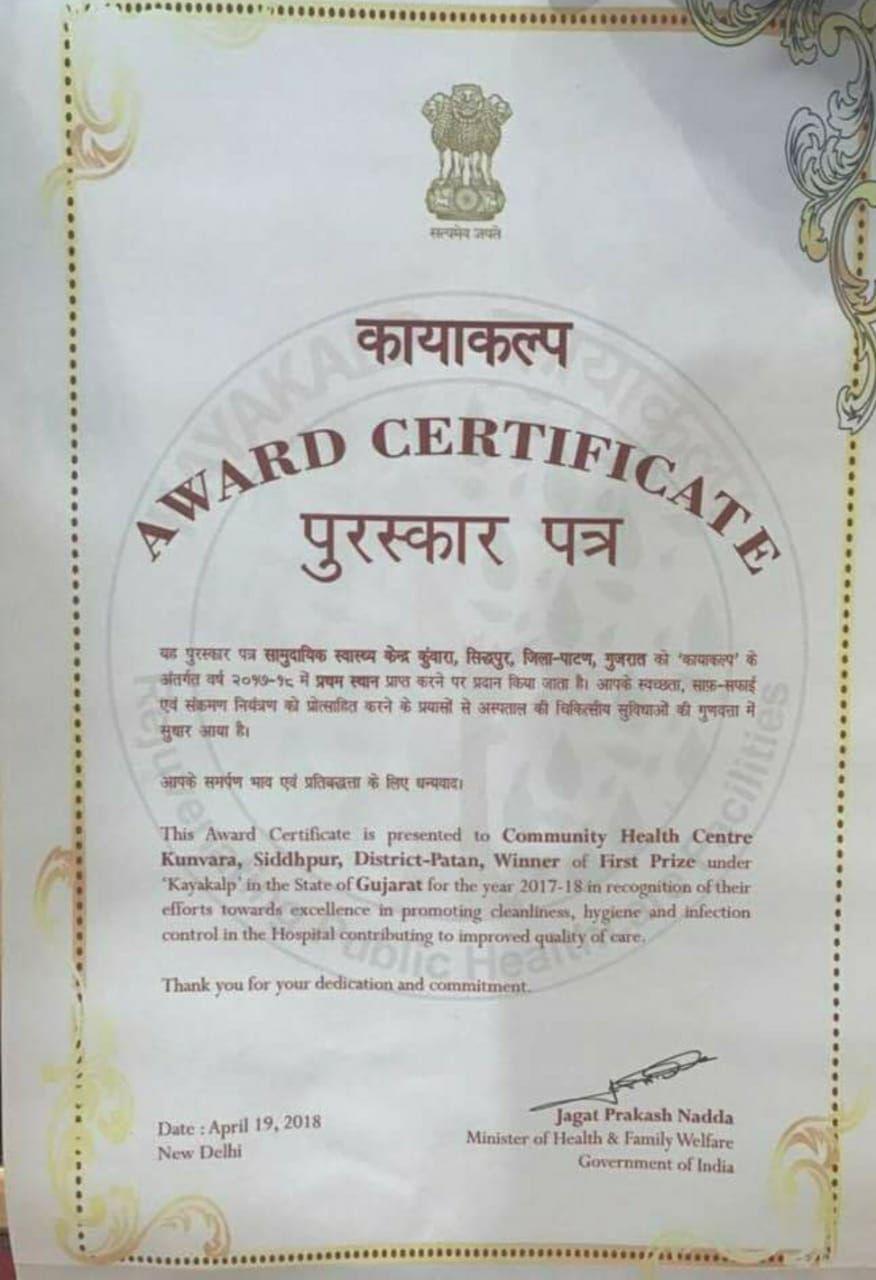 सत्यमेव जयते
कायाकल्प
AWARD CERTIFICATE
पुरस्कार पत्र
यह पुरस्कार पत्र सामुदायिक स्वास्थ्य केन्द्र कुंवारा, सिद्धपुर, जिला-पाटण, गुजरात को 'कायाकल्प' के
अंतर्गत वर्ष २०१७-१८ में प्रथम स्थान प्राप्त करने पर प्रदान किया जाता है। आपके स्वच्छता, साफ़-सफाई
एवं संक्रमण नियंत्रण को प्रोत्साहित करने के प्रयासों से अस्पताल की चिकित्सीय सुविधाओं की गुणवत्ता में
सुधार आया है।
आपके समर्पण भाव एवं प्रतिबद्धता के लिए धन्यवाद।
This Award Certificate is presented to Community Health Centre
Kunvara, Siddhpur, District-Patan, Winner of First Prize under
'Kayakalp' in the State of Gujarat for the year 2017-18 in recognition of their
efforts towards excellence in promoting cleanliness, hygiene and infection
control in the Hospital contributing to improved quality of care.
Thank you for your dedication and commitment.
Jagat Prakash Nadda
Minister of Health & Family Welfare
Government of India
Date : April 19, 2018
New Delhi
KAYAKALP कायाकल्प
Public Health Facilities